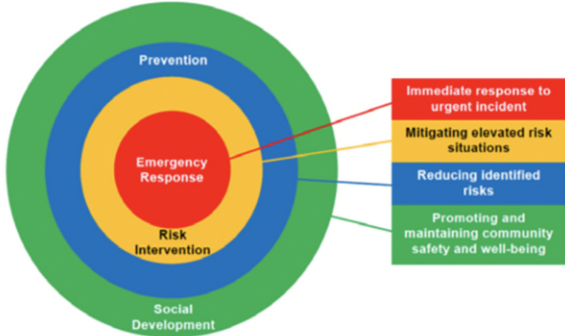 Prevention
Emergency
Response
Risk
Intervention
Social
Development
Immediate response to
urgent incident
Mitigating elevated risk
situations
Reducing identified
risks
Promoting and
maintaining community
safety and well-being